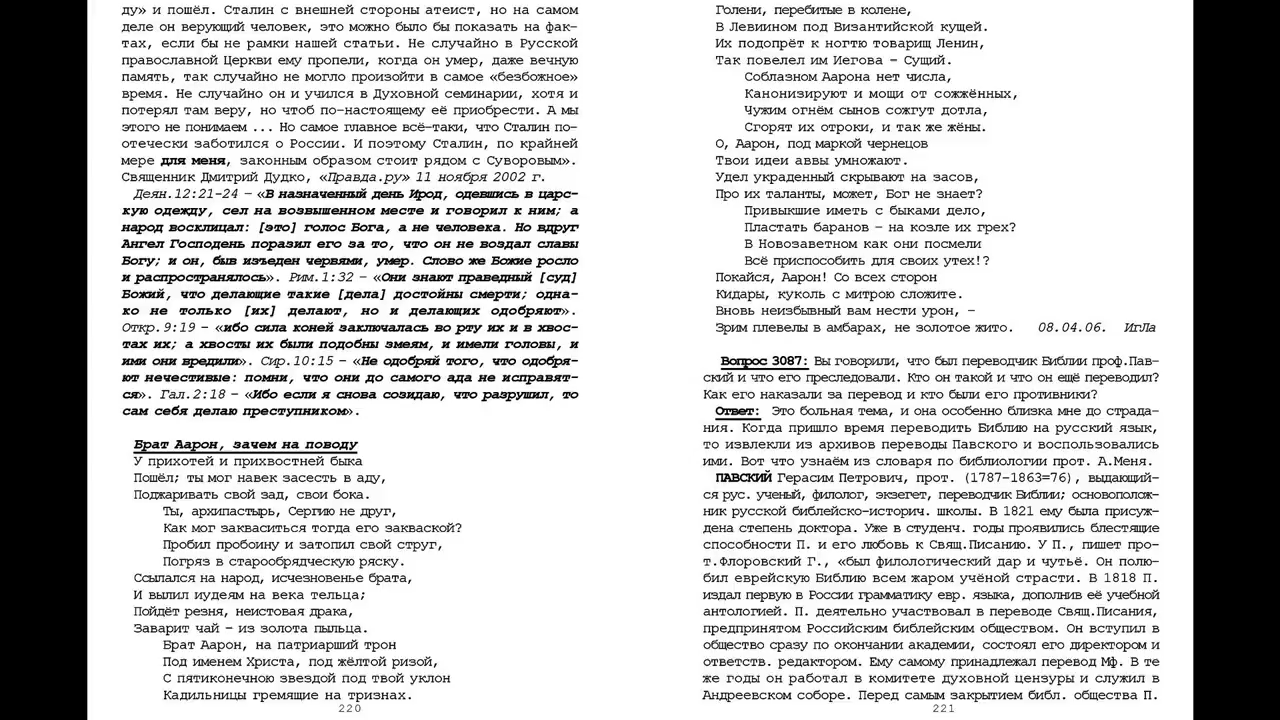 ду» и пошёл. Сталин с внешней стороны атеист, но на самом
деле он верующий человек, это можно было бы показать на фак-
тах, если бы не рамки нашей статьи. Не случайно в Русской
православной Церкви ему пропели, когда он умер, даже вечную
память, так случайно не могло произойти в самое «безбожное»
время. Не случайно он и учился в Духовной семинарии, хотя и
потерял там веру, но чтоб по-настоящему её приобрести. А мы
этого не понимаем ... Но самое главное всё-таки, что Сталин по-
отечески заботился о России. И поэтому Сталин, по крайней
мере для меня, законным образом стоит рядом с Суворовым».
Священник Дмитрий Дудко, «Правда.ру» 11 ноября 2002 г.
Деян.12:21-24 – «В назначенный день Ирод, одевшись в царс-
кую одежду, сел на возвышенном месте и говорил к ним; а
народ восклицал: [это] голос Бога, а не человека. Но вдруг
Ангел Господень поразил его за то, что он не воздал славы
Богу; и он, быв изъеден червями, умер. Слово же Божие росло
и распространялось». Рим.1:32 – «Они знают праведный [суд]
Божий, что делающие такие [дела] достойны смерти; одна-
ко не только [их] делают, но и делающих одобряют».
Откр.9:19 – «ибо сила коней заключалась во рту их и в хвос-
тах их; а хвосты их были подобны змеям, и имели головы, и
ими они вредили». Сир.10:15 – «Не одобряй того, что одобря-
ют нечестивые: помни, что они до самого ада не исправят-
ся». Гал.2:18 – «Ибо если я снова созидаю, что разрушил, то
сам себя делаю преступником».
Брат Аарон, зачем на поводу
У прихотей и прихвостней быка
Пошёл; ты мог навек засесть в аду,
Поджаривать свой зад, свои бока.
Ты, архипастырь, Сергию не друг,
Как мог закваситься тогда его закваской?
Пробил пробоину и затопил свой струг,
Погряз в старообрядческую ряску.
Ссылался на народ, исчезновенье брата,
И вылил иудеям на века тельца;
Пойдёт резня, неистовая драка,
Заварит чай – из золота пыльца.
Брат Аарон, на патриарший трон
Под именем Христа, под жёлтой ризой,
С пятиконечною звездой под твой уклон
Кадильницы гремящие на тризнах.
220
Голени, перебитые в колене,
В Левиином под Византийской кущей.
Их подопрёт к ногтю товарищ Ленин,
Так повелел им Иегова – Сущий.
Соблазном Аарона нет числа,
Канонизируют и мощи от сожжённых,
Чужим огнём сынов сожгут дотла,
Сгорят их отроки, и так же жёны.
О, Аарон, под маркой чернецов
Твои идеи аввы умножают.
Удел украденный скрывают на засов,
Про их таланты, может, Бог не знает?
Привыкшие иметь с быками дело,
Пластать баранов – на козле их грех?
В Новозаветном как они посмели
Всё приспособить для своих утех!?
Покайся, Аарон! Со всех сторон
Кидары, куколь с митрою сложите.
Вновь неизбывный вам нести урон, –
Зрим плевелы в амбарах, не золотое жито. 08.04.06. ИгЛа
Вопрос 3087: Вы говорили, что был переводчик Библии проф.Пав-
ский и что его преследовали. Кто он такой и что он ещё переводил?
Как его наказали за перевод и кто были его противники?
Ответ: Это больная тема, и она особенно близка мне до страда-
ния. Когда пришло время переводить Библию на русский язык,
то извлекли из архивов переводы Павского и воспользовались
ими. Вот что узнаём из словаря по библиологии прот. А.Меня.
ПАВСКИЙ Герасим Петрович, прот. (1787-1863=76), выдающий-
ся рус. ученый, филолог, экзегет, переводчик Библии; основополож-
ник русской библейско-историч. школы. В 1821 ему была присуж-
дена степень доктора. Уже в студенч. годы проявились блестящие
способности П. и его любовь к Свящ.Писанию. У П., пишет про-
т.Флоровский Г., «был филологический дар и чутьё. Он полю-
бил еврейскую Библию всем жаром учёной страсти. В 1818 П.
издал первую в России грамматику евр. языка, дополнив её учебной
антологией. П. деятельно участвовал в переводе Свящ.Писания,
предпринятом Российским библейским обществом. Он вступил в
общество сразу по окончании академии, состоял его директором и
ответств. редактором. Ему самому принадлежал перевод Мф. В те
же годы он работал в комитете духовной цензуры и служил в
Андреевском соборе. Перед самым закрытием библ. общества П.
221